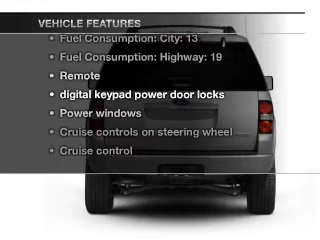 VEHICLE FEATURES
• Fuel Consumption: City: 13
• Fuel Consumption: Highway: 19
• Remote
• digital keypad power door locks
• Power windows
• Cruise controls on steering wheel
• Cruise control